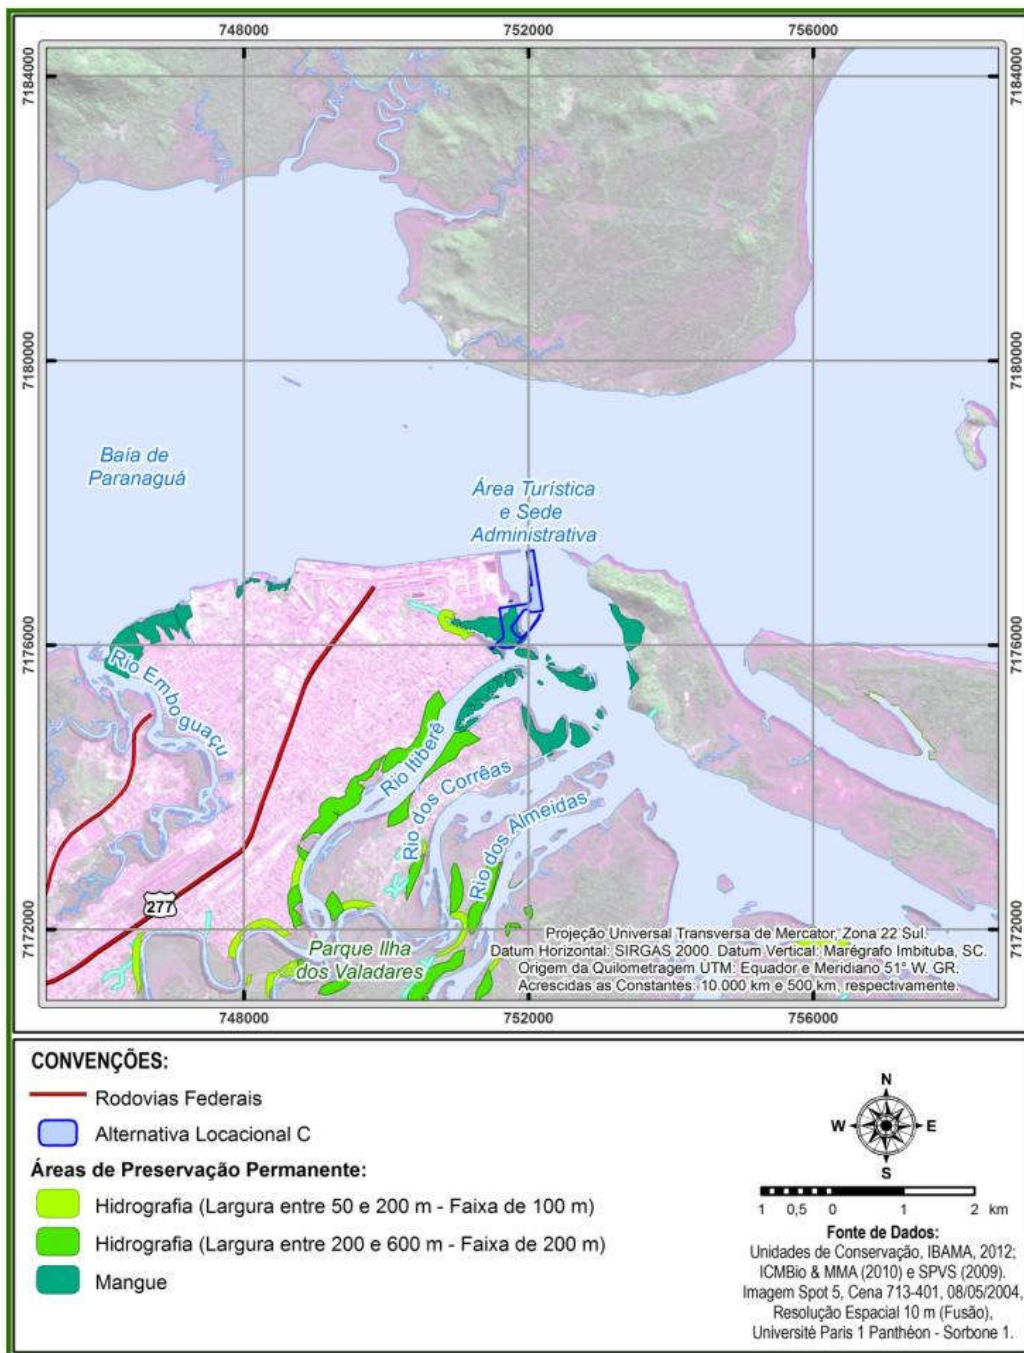 748000
752000
756000
7184000
7184000
7180000
7180000
Baía de
Paranaguá
Área Turística
e Sede
Administrativa
7176000
7176000
Rio Emboguaçu
Rio Itiberê
Rio dos Corrêas
Rio dos Almeidas
277
7172000
7172000
Parque Ilha
dos Valadares
Projeção Universal Transversa de Mercator, Zona 22 Sul.
Datum Horizontal: SIRGAS 2000. Datum Vertical: Marégrafo Imbituba, SC.
Origem da Quilometragem UTM: Equador e Meridiano 51° W. GR.
Acrescidas as Constantes: 10.000 km e 500 km, respectivamente.
748000
752000
756000
CONVENÇÕES:
Rodovias Federais
Alternativa Locacional C
Áreas de Preservação Permanente:
Hidrografia (Largura entre 50 e 200 m - Faixa de 100 m)
Hidrografia (Largura entre 200 e 600 m - Faixa de 200 m)
Mangue
N
W E
S
1 0,5 0 1 2 km
Fonte de Dados:
Unidades de Conservação, IBAMA, 2012;
ICMBio & MMA (2010) e SPVS (2009).
Imagem Spot 5, Cena 713-401, 08/05/2004,
Resolução Espacial 10 m (Fusão),
Université Paris 1 Panthéon - Sorbone 1.